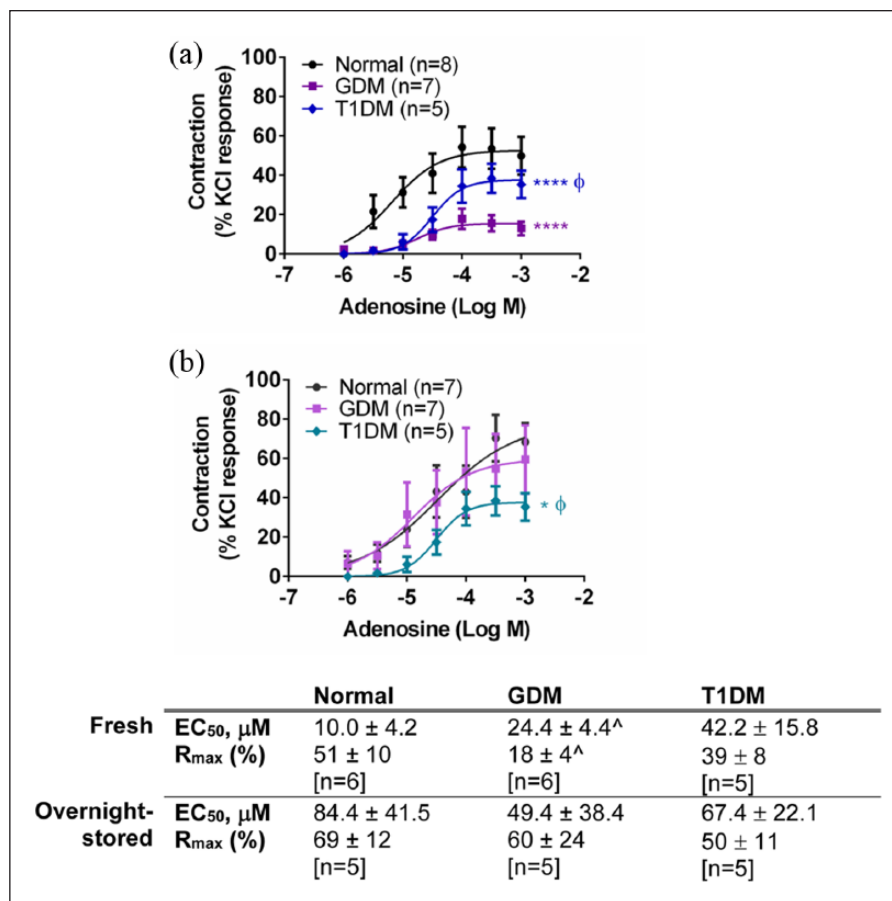 (a)
Normal (n=8)
GDM (n=7)
T1DM (n=5)
Contraction
(% KCl response)
100
80
60
40
20
0
**** ϕ
****
-7 -6 -5 -4 -3 -2
Adenosine (Log M)
(b)
Normal (n=7)
GDM (n=7)
T1DM (n=5)
Contraction
(% KCl response)
100
80
60
40
20
0
* ϕ
-7 -6 -5 -4 -3 -2
Adenosine (Log M)
Normal GDM T1DM
Fresh EC50, μM 10.0 ± 4.2 24.4 ± 4.4^ 42.2 ± 15.8
Rmax (%) 51 ± 10 18 ± 4^ 39 ± 8
[n=6] [n=6] [n=5]
Overnight- EC50, μM 84.4 ± 41.5 49.4 ± 38.4 67.4 ± 22.1
stored Rmax (%) 69 ± 12 60 ± 24 50 ± 11
[n=5] [n=5] [n=5]